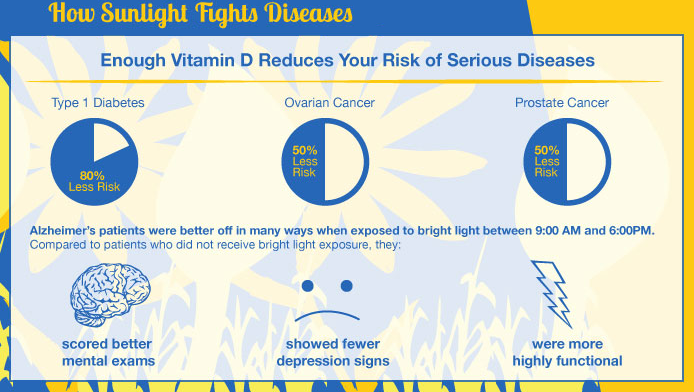 How Sunlight Fights Diseases
Enough Vitamin D Reduces Your Risk of Serious Diseases
Type 1 Diabetes
Ovarian Cancer
Prostate Cancer
80%
Less Risk
50%
Less
Risk
50%
Less
Risk
Alzheimer's patients were better off in many ways when exposed to bright light between 9:00 AM and 6:00PM.
Compared to patients who did not receive bright light exposure, they:
scored better
mental exams
showed fewer
depression signs
were more
highly functional